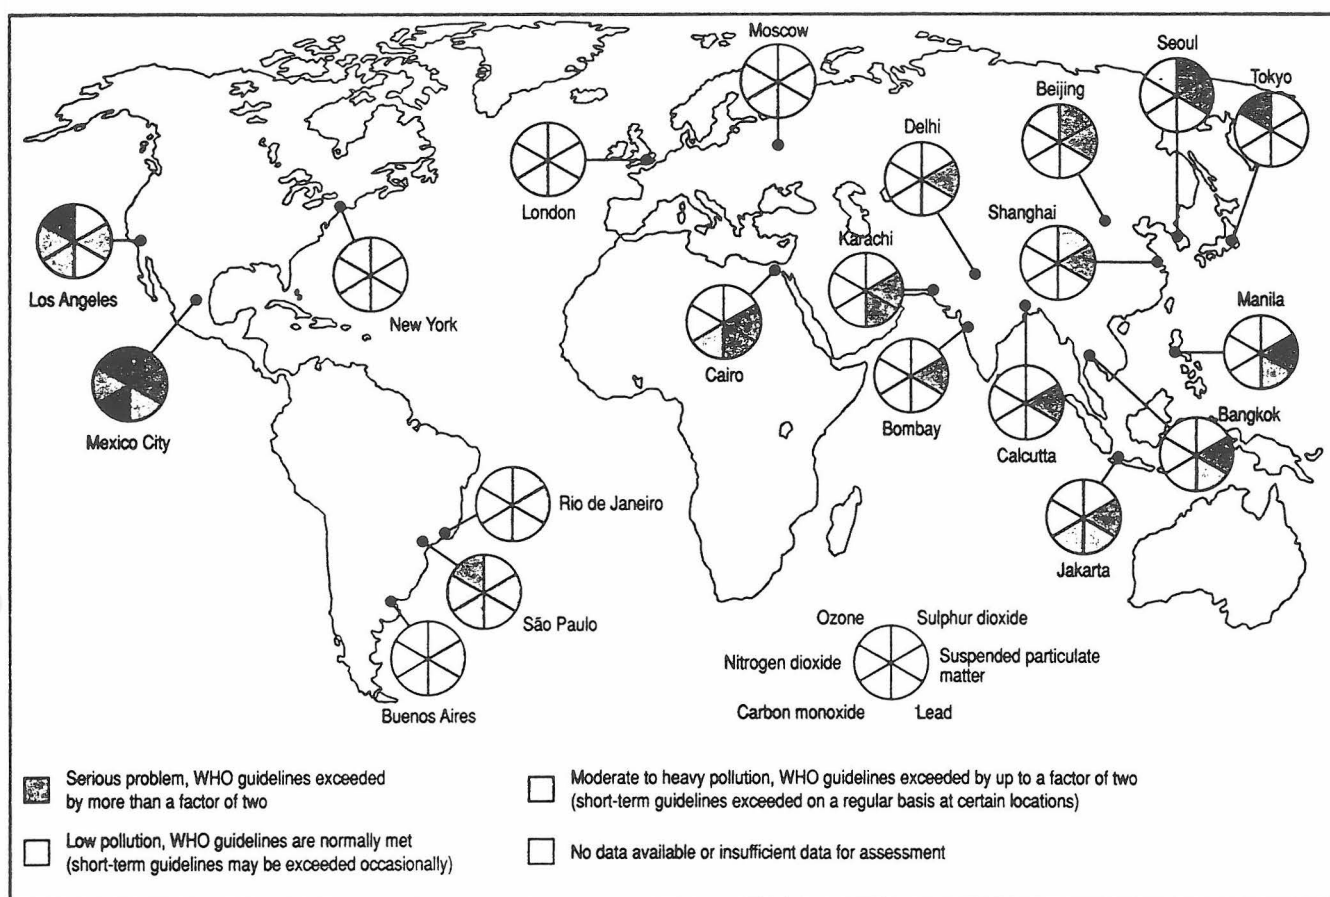 Moscow
Seoul
Tokyo
Beijing
Delhi
London
Shanghai
Karachi
Los Angeles
New York
Manila
Cairo
Mexico City
Bombay
Calcutta
Bangkok
Rio de Janeiro
Jakarta
São Paulo
Buenos Aires
Ozone
Sulphur dioxide
Nitrogen dioxide
Suspended particulate
matter
Carbon monoxide
Lead
Serious problem, WHO guidelines exceeded
by more than a factor of two
Moderate to heavy pollution, WHO guidelines exceeded by up to a factor of two
(short-term guidelines exceeded on a regular basis at certain locations)
Low pollution, WHO guidelines are normally met
(short-term guidelines may be exceeded occasionally)
No data available or insufficient data for assessment